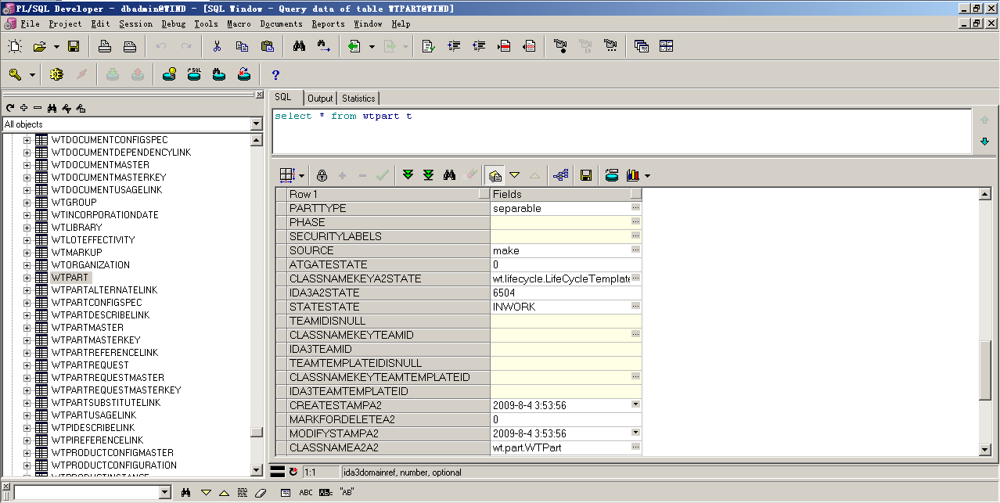 PL/SQL Developer - dbadmin@WIND - [SQL Window - Query data of table WTPART@WIND]
File Project Edit Session Debug Tools Macro Documents Reports Window Help
SQL
?
All objects
WTDOCUMENTCONFIGSPEC
WTDOCUMENTDEPENDENCYLINK
WTDOCUMENTMASTER
WTDOCUMENTMASTERKEY
WTDOCUMENTUSAGELINK
WTGROUP
WTINCORPORATIONDATE
WTLIBRARY
WTLOTEFFECTIVITY
WTMARKUP
WTORGANIZATION
WTPART
WTPARTALTERNATELINK
WTPARTCONFIGSPEC
WTPARTDESCRIBELINK
WTPARTMASTER
WTPARTMASTERKEY
WTPARTREFERENCELINK
WTPARTREQUEST
WTPARTREQUESTMASTER
WTPARTREQUESTMASTERKEY
WTPARTSUBSTITUTELINK
WTPARTUSAGELINK
WTPIDESCRIBELINK
WTPIREFERENCELINK
WTPRODUCTCONFIGMASTER
WTPRODUCTCONFIGURATION
WTPRODUCTINSTANCE
SQL Output Statistics
select * from wtpart t
Row 1 Fields
PARTTYPE separable
PHASE
SECURITYLABELS
SOURCE make
ATGATESTATE 0
CLASSNAMEKEYA2STATE wt.lifecycle.LifeCycleTemplate
IDA3A2STATE 6504
STATESTATE INWORK
TEAMIDISNULL
CLASSNAMEKEYTEAMID
IDA3TEAMID
TEAMTEMPLATEIDISNULL
CLASSNAMEKEYTEAMTEMPLATEID
IDA3TEAMTEMPLATEID
CREATESTAMPA2 2009-8-4 3:53:56
MARKFORDELETEA2 0
MODIFYSTAMPA2 2009-8-4 3:53:56
CLASSNAMEA2A2 wt.part.WTPart
1:1 ida3domainref, number, optional
ABC "AB"